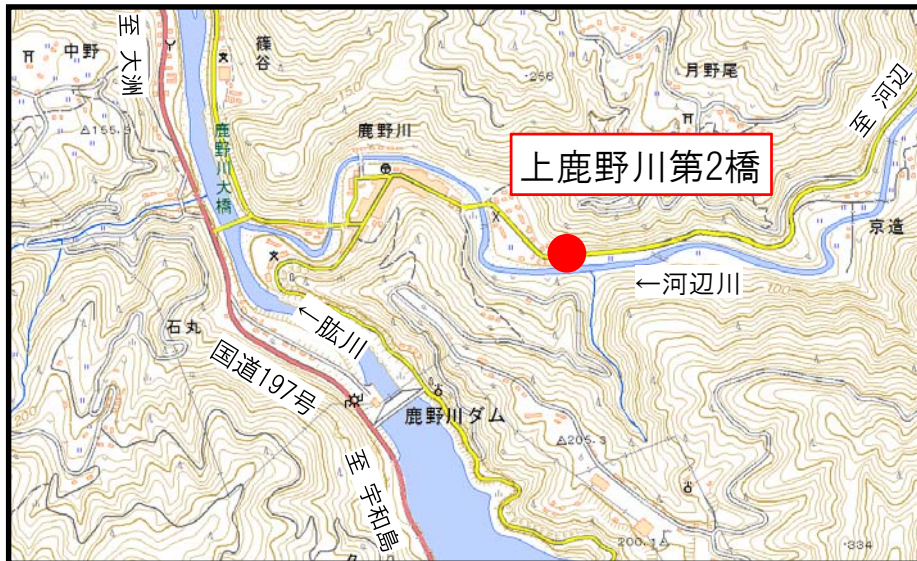 至 大洲
中野
篠谷
・256
150
月野尾
至 河辺
△155.5
鹿野川大橋
鹿野川
上鹿野川第2橋
京造
←河辺川
石丸
←肱川
国道197号
鹿野川ダム
△205.3
200
至 宇和島
200.1
・334